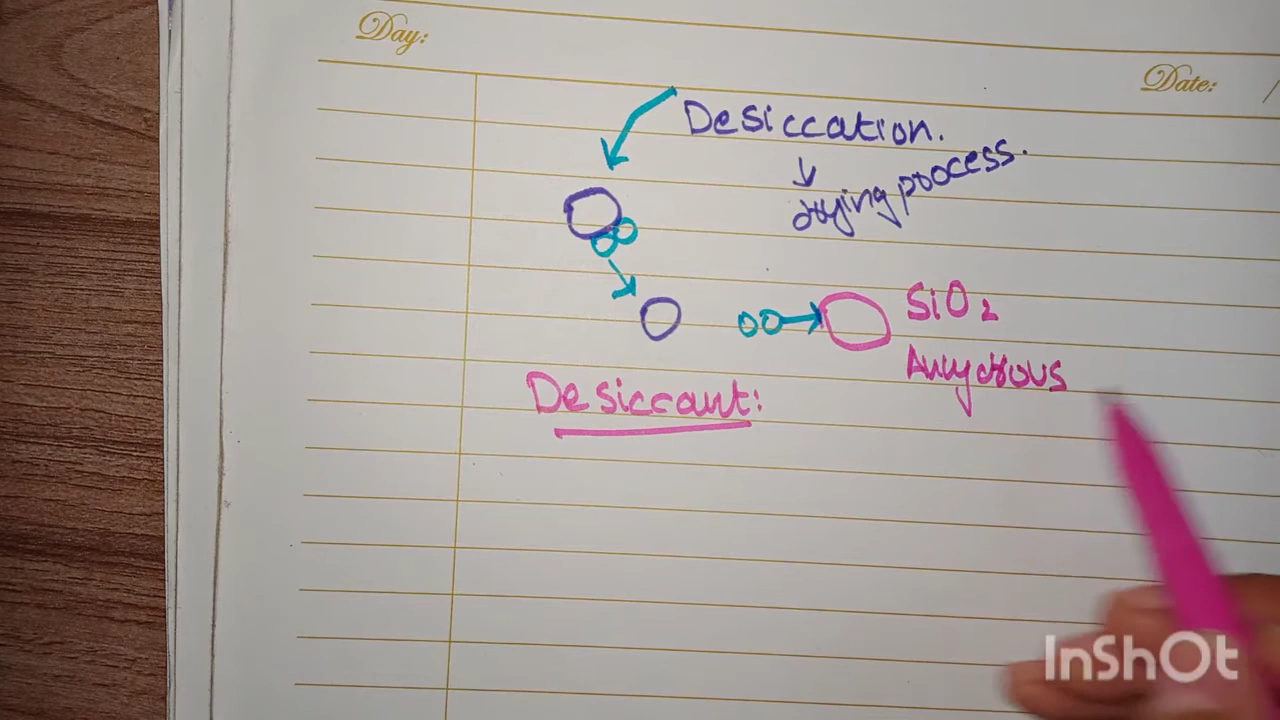 Day:
Date: /
Desiccation.
drying process.
SiO2
Anhydrous
Desiccant:
InShOt